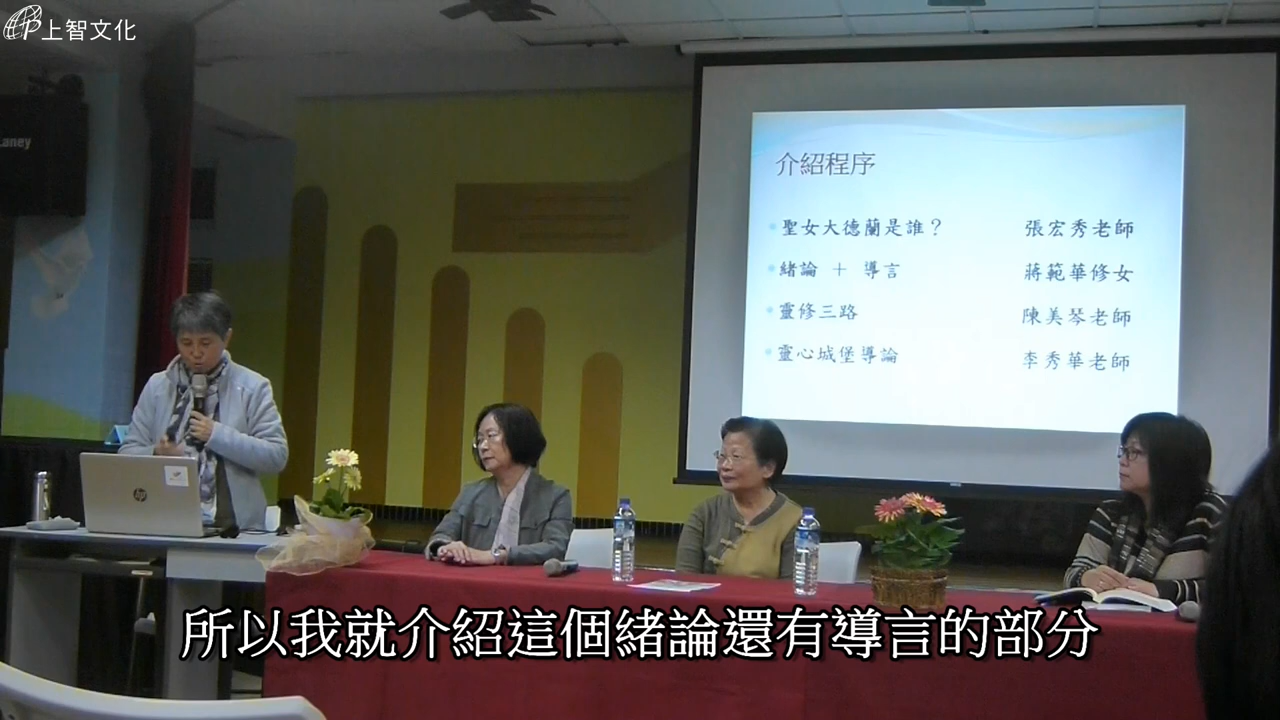 上智文化
Laney
介紹程序
聖女大德蘭是誰？ 張宏秀老師
緒論 ＋ 導言 蔣範華修女
靈修三路 陳美琴老師
靈心城堡導論 李秀華老師
hp
所以我就介紹這個緒論還有導言的部分